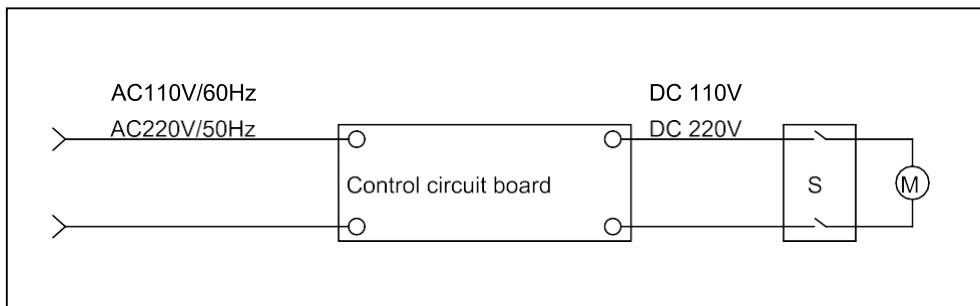 AC110V/60Hz
AC220V/50Hz
DC 110V
DC 220V
Control circuit board
S
M